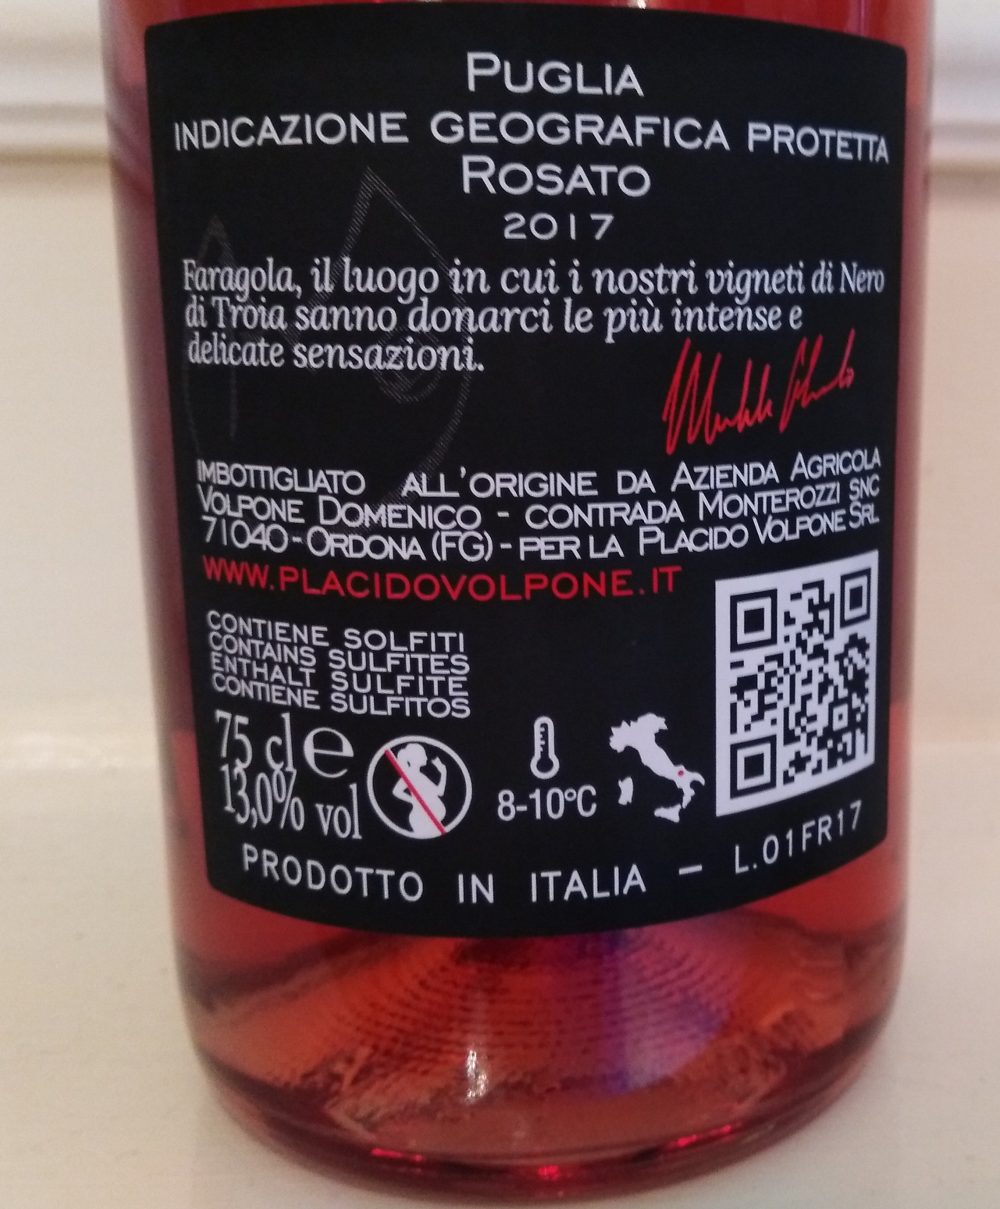 PUGLIA
INDICAZIONE GEOGRAFICA PROTETTA
ROSATO
2017
Faragola, il luogo in cui i nostri vigneti di Nero
di Troia sanno donarci le più intense e
delicate sensazioni.
IMBOTTIGLIATO ALL'ORIGINE DA AZIENDA AGRICOLA
VOLPONE DOMENICO - CONTRADA MONTEROZZI SNC
71040 - ORDONA (FG) - PER LA PLACIDO VOLPONE SRL
WWW.PLACIDOVOLPONE.IT
CONTIENE SOLFITI
CONTAINS SULFITES
ENTHALT SULFITE
CONTIENE SULFITOS
75 cl e
13,0% vol
8-10°C
PRODOTTO IN ITALIA – L.01FR17